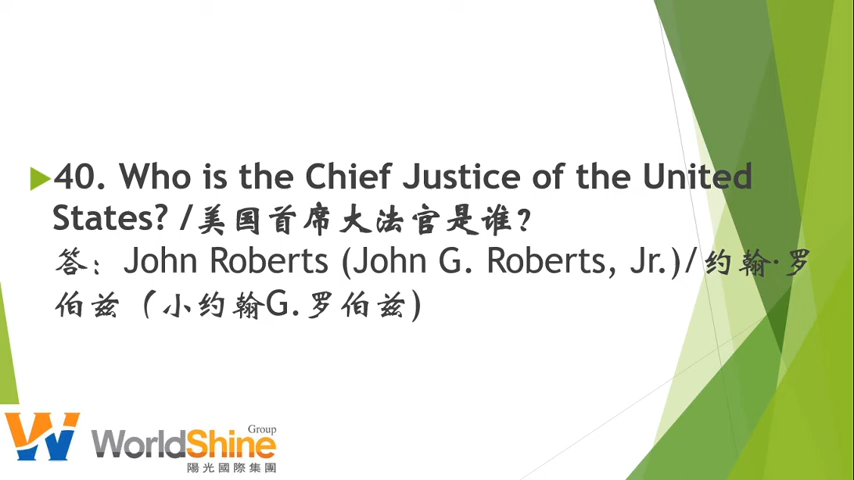 40. Who is the Chief Justice of the United
States? /美国首席大法官是谁?
答：John Roberts (John G. Roberts, Jr.)/约翰·罗
伯兹（小约翰G.罗伯兹)
Group
WorldShine
陽光國際集團